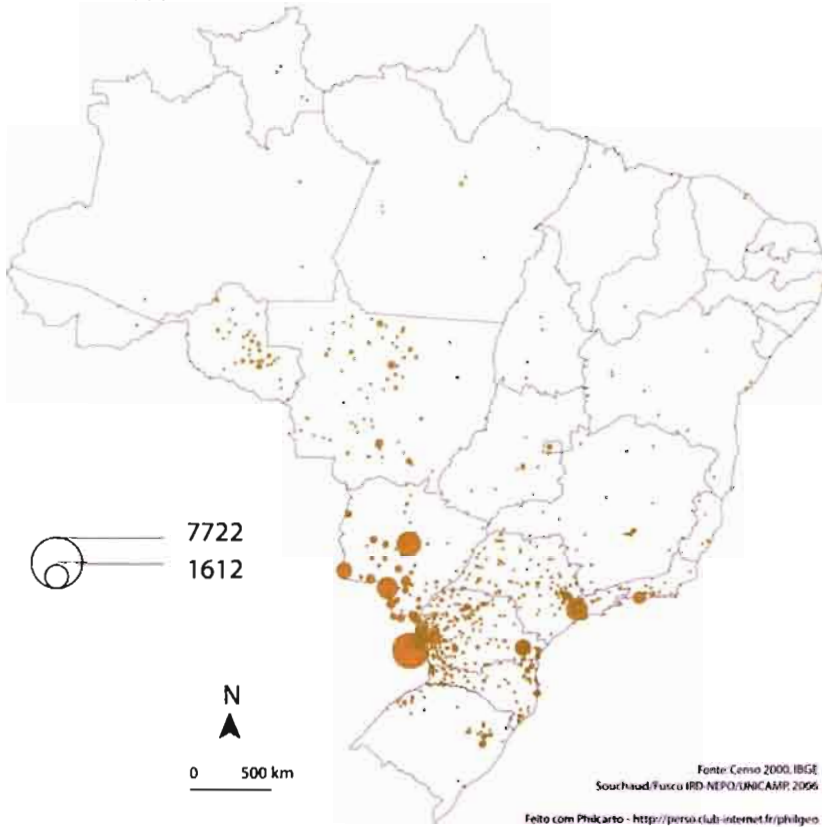 7722
1612
N
0 500 km
Fonte: Censo 2000, IBGE
Souchaud/Fusco IRD-NEPO/UNICAMP, 2006
Feito com Philcarto - http://perso.club-internet.fr/philgeo